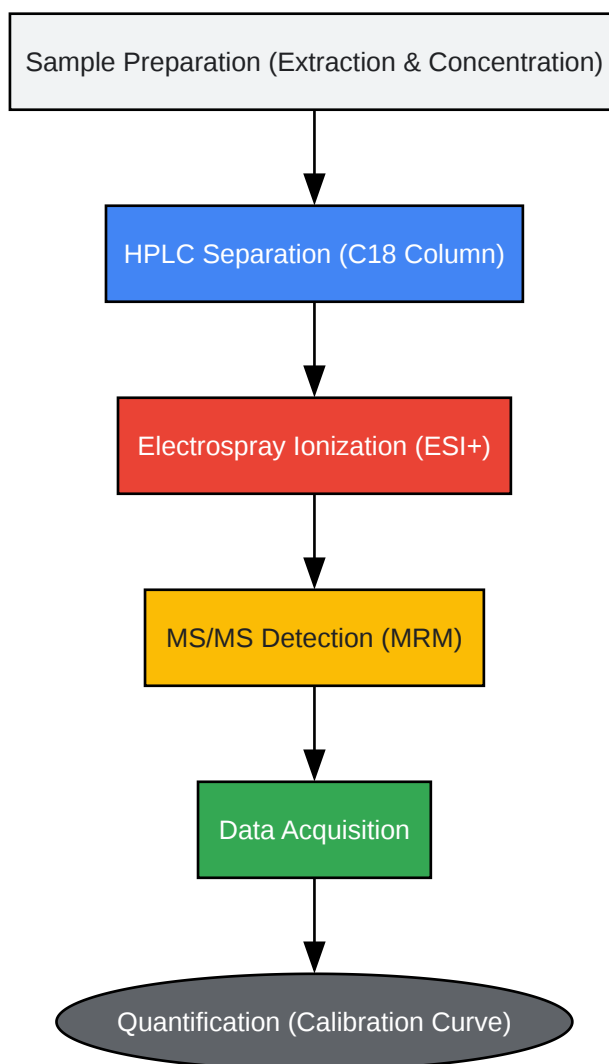 Sample Preparation (Extraction & Concentration)
HPLC Separation (C18 Column)
Electrospray Ionization (ESI+)
MS/MS Detection (MRM)
Data Acquisition
Quantification (Calibration Curve)